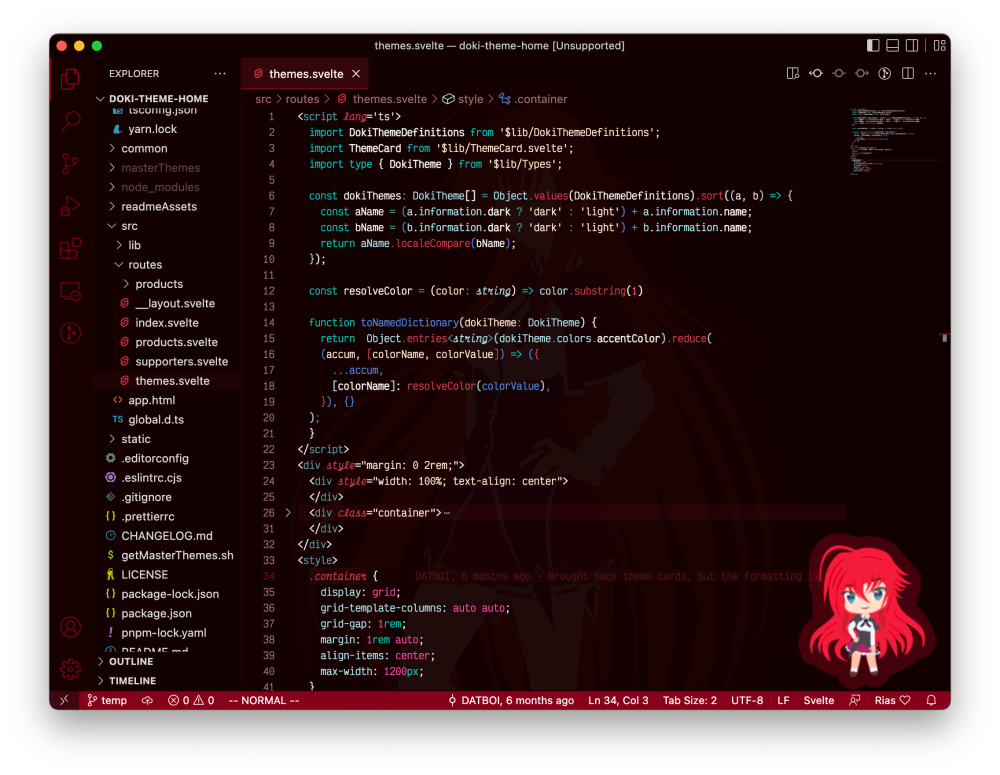 themes.svelte — doki-theme-home [Unsupported]
EXPLORER
themes.svelte
DOKI-THEME-HOME
tsconfig.json
yarn.lock
common
masterThemes
node_modules
readmeAssets
src
lib
routes
products
__layout.svelte
index.svelte
products.svelte
supporters.svelte
themes.svelte
app.html
TS global.d.ts
static
.editorconfig
.eslintrc.cjs
.gitignore
{} .prettierrc
CHANGELOG.md
$ getMasterThemes.sh
LICENSE
{} package-lock.json
{} package.json
! pnpm-lock.yaml
README.md
OUTLINE
TIMELINE
src > routes > themes.svelte > style > .container
1 <script lang='ts'>
2 import DokiThemeDefinitions from '$lib/DokiThemeDefinitions';
3 import ThemeCard from '$lib/ThemeCard.svelte';
4 import type { DokiTheme } from '$lib/Types';
5
6 const dokiThemes: DokiTheme[] = Object.values(DokiThemeDefinitions).sort((a, b) => {
7 const aName = (a.information.dark ? 'dark' : 'light') + a.information.name;
8 const bName = (b.information.dark ? 'dark' : 'light') + b.information.name;
9 return aName.localeCompare(bName);
10 });
11
12 const resolveColor = (color: string) => color.substring(1)
13
14 function toNamedDictionary(dokiTheme: DokiTheme) {
15 return Object.entries<string>(dokiTheme.colors.accentColor).reduce(
16 (accum, [colorName, colorValue]) => ({
17 ...accum,
18 [colorName]: resolveColor(colorValue),
19 }), {}
20 );
21 }
22 </script>
23 <div style="margin: 0 2rem;">
24 <div style="width: 100%; text-align: center">
25 </div>
26 <div class="container">⋯
31 </div>
32 </div>
33 <style>
34 .container { DATBOI, 6 months ago • Brought back theme cards, but the formatting is
35 display: grid;
36 grid-template-columns: auto auto;
37 grid-gap: 1rem;
38 margin: 1rem auto;
39 align-items: center;
40 max-width: 1200px;
41 }
temp 0 0 -- NORMAL -- DATBOI, 6 months ago Ln 34, Col 3 Tab Size: 2 UTF-8 LF Svelte Rias ♡